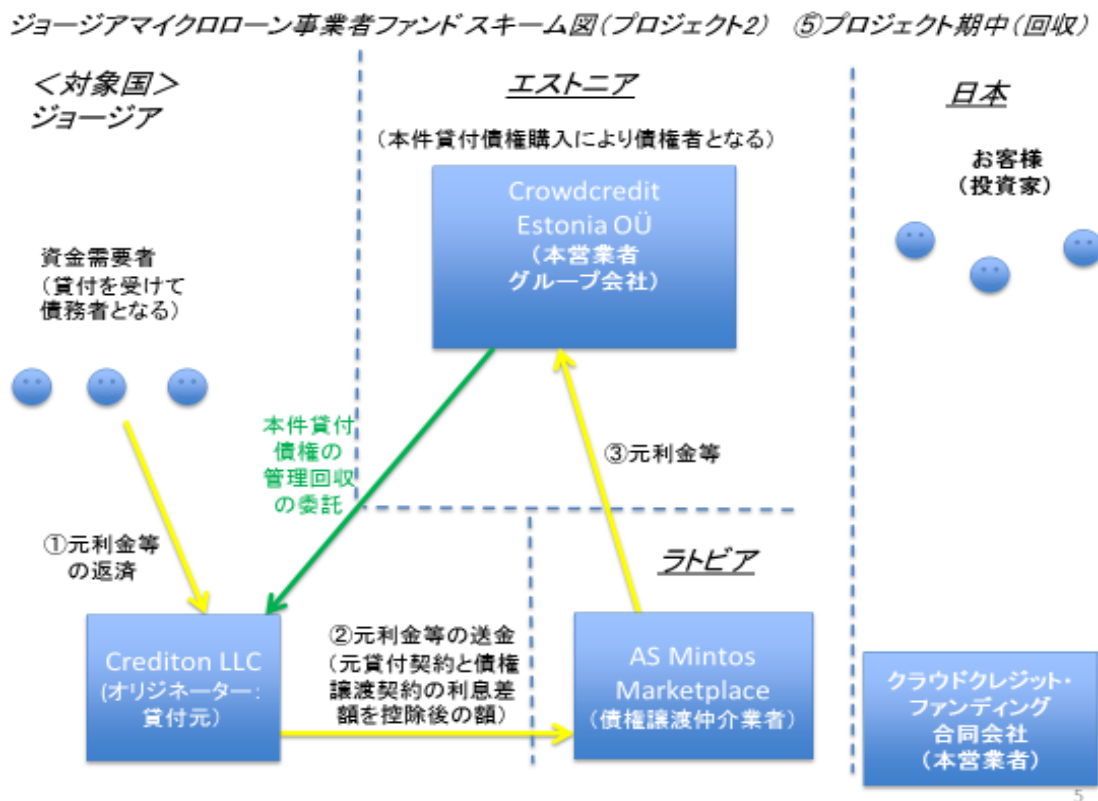 ジョージアマイクロローン事業者ファンド スキーム図(プロジェクト2) ⑤プロジェクト期中(回収)
＜対象国＞
ジョージア
エストニア
日本
(本件貸付債権購入により債権者となる)
お客様
(投資家)
Crowdcredit
Estonia OÜ
(本営業者
グループ会社)
資金需要者
(貸付を受けて
債務者となる)
本件貸付
債権の
管理回収
の委託
③元利金等
①元利金等
の返済
ラトビア
Crediton LLC
(オリジネーター：
貸付元)
②元利金等の送金
(元貸付契約と債権
譲渡契約の利息差
額を控除後の額)
AS Mintos
Marketplace
(債権譲渡仲介業者)
クラウドクレジット・
ファンディング
合同会社
(本営業者)
5